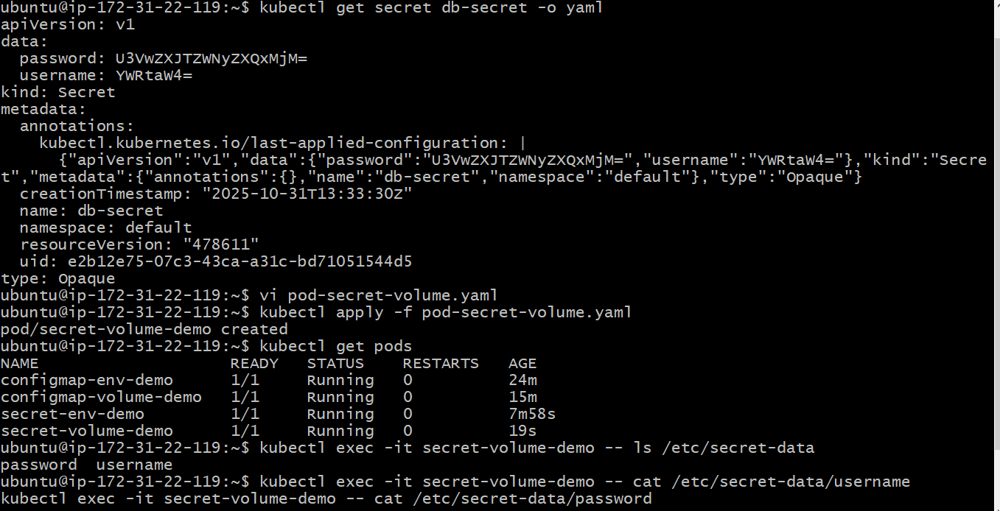 ubuntu@ip-172-31-22-119:~$ kubectl get secret db-secret -o yaml
apiVersion: v1
data:
  password: U3VwZXJTZWNyZXQxMjM=
  username: YWRtaW4=
kind: Secret
metadata:
  annotations:
    kubectl.kubernetes.io/last-applied-configuration: |
      {"apiVersion":"v1","data":{"password":"U3VwZXJTZWNyZXQxMjM=","username":"YWRtaW4="},"kind":"Secre
t","metadata":{"annotations":{},"name":"db-secret","namespace":"default"},"type":"Opaque"}
  creationTimestamp: "2025-10-31T13:33:30Z"
  name: db-secret
  namespace: default
  resourceVersion: "478611"
  uid: e2b12e75-07c3-43ca-a31c-bd71051544d5
type: Opaque
ubuntu@ip-172-31-22-119:~$ vi pod-secret-volume.yaml
ubuntu@ip-172-31-22-119:~$ kubectl apply -f pod-secret-volume.yaml
pod/secret-volume-demo created
ubuntu@ip-172-31-22-119:~$ kubectl get pods
NAME                    READY   STATUS    RESTARTS   AGE
configmap-env-demo      1/1     Running   0          24m
configmap-volume-demo   1/1     Running   0          15m
secret-env-demo         1/1     Running   0          7m58s
secret-volume-demo      1/1     Running   0          19s
ubuntu@ip-172-31-22-119:~$ kubectl exec -it secret-volume-demo -- ls /etc/secret-data
password  username
ubuntu@ip-172-31-22-119:~$ kubectl exec -it secret-volume-demo -- cat /etc/secret-data/username
kubectl exec -it secret-volume-demo -- cat /etc/secret-data/password